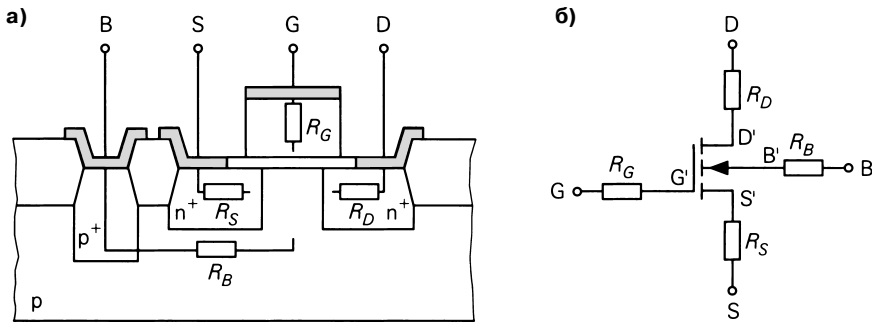 а)
B S G D
R_G
n+ R_S R_D n+
p+
R_B
p
б)
D
R_D
D'
R_B
B'
B
R_G
G'
G
S'
R_S
S